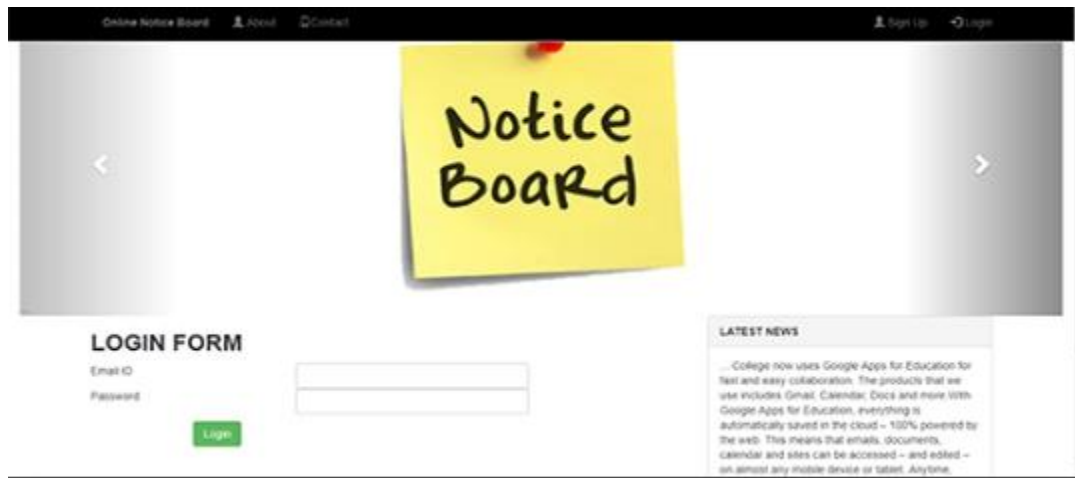 Online Notice Board About Contact Sign Up Login
Notice
Board
LOGIN FORM
Email ID
Password
Login
LATEST NEWS
... College now uses Google Apps for Education for
fast and easy collaboration. The products that we
use includes Gmail, Calendar, Docs and more With
Google Apps for Education, everything is
automatically saved in the cloud – 100% powered by
the web. This means that emails, documents,
calendar and sites can be accessed – and edited –
on almost any mobile device or tablet. Anytime,